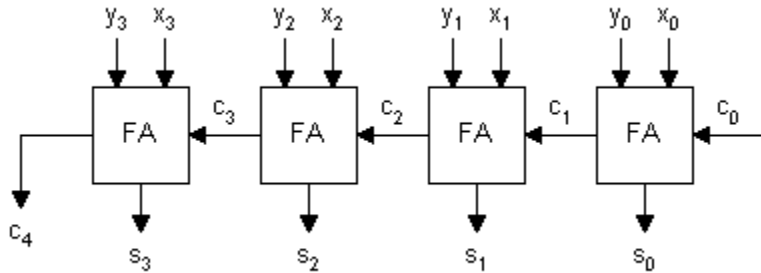 y₃ x₃ y₂ x₂ y₁ x₁ y₀ x₀
c₃ c₂ c₁ c₀
FA FA FA FA
c₄
s₃ s₂ s₁ s₀